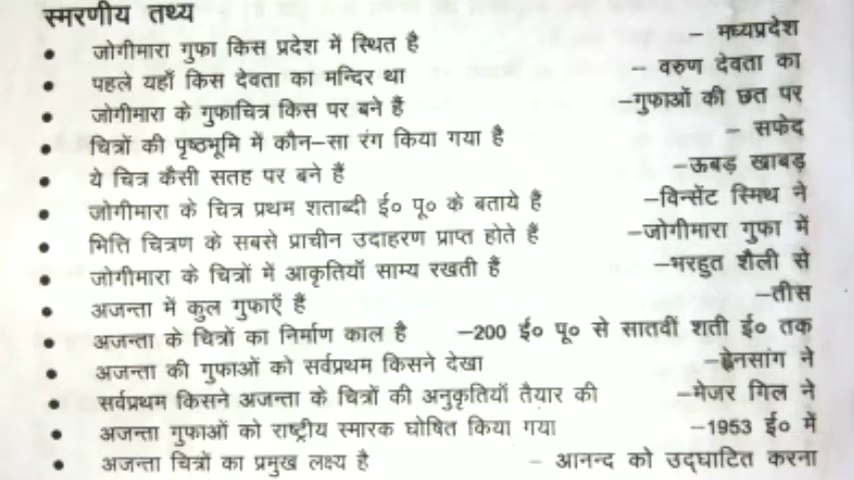 स्मरणीय तथ्य
• जोगीमारा गुफा किस प्रदेश में स्थित है – मध्यप्रदेश
• पहले यहाँ किस देवता का मन्दिर था – वरुण देवता का
• जोगीमारा के गुफाचित्र किस पर बने हैं –गुफाओं की छत पर
• चित्रों की पृष्ठभूमि में कौन–सा रंग किया गया है – सफेद
• ये चित्र कैसी सतह पर बने हैं –ऊबड़ खाबड़
• जोगीमारा के चित्र प्रथम शताब्दी ई० पू० के बताये हैं –विन्सेंट स्मिथ ने
• भित्ति चित्रण के सबसे प्राचीन उदाहरण प्राप्त होते हैं –जोगीमारा गुफा में
• जोगीमारा के चित्रों में आकृतियाँ साम्य रखती हैं –भरहुत शैली से
• अजन्ता में कुल गुफाएँ हैं –तीस
• अजन्ता के चित्रों का निर्माण काल है –200 ई० पू० से सातवीं शती ई० तक
• अजन्ता की गुफाओं को सर्वप्रथम किसने देखा –ह्वेनसांग ने
• सर्वप्रथम किसने अजन्ता के चित्रों की अनुकृतियाँ तैयार की –मेजर गिल ने
• अजन्ता गुफाओं को राष्ट्रीय स्मारक घोषित किया गया –1953 ई० में
• अजन्ता चित्रों का प्रमुख लक्ष्य है – आनन्द को उद्घाटित करना